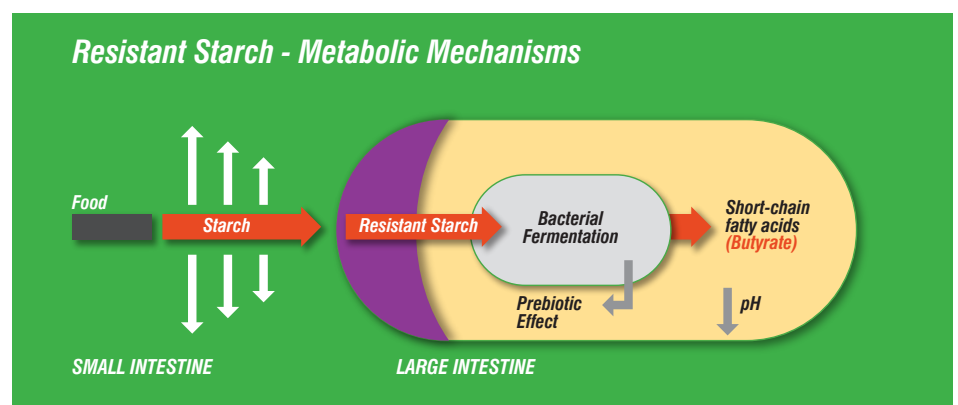 Resistant Starch - Metabolic Mechanisms
Food
Starch
Resistant Starch
Bacterial
Fermentation
Short-chain
fatty acids
(Butyrate)
Prebiotic
Effect
pH
SMALL INTESTINE
LARGE INTESTINE